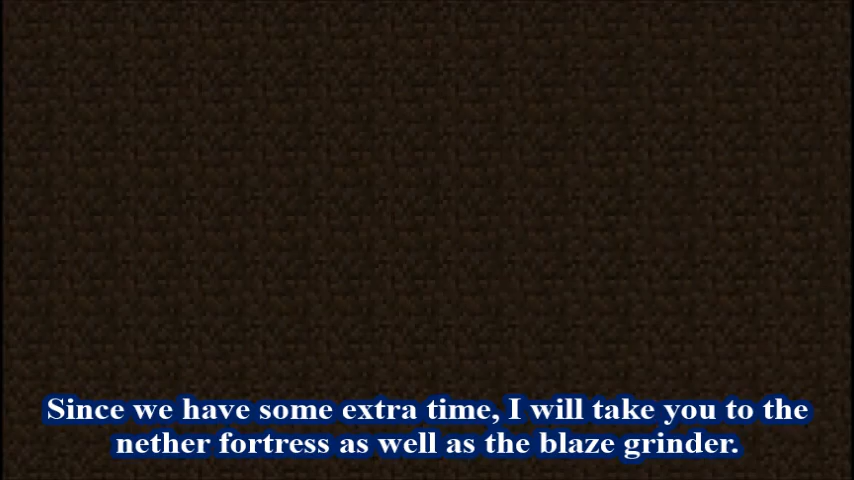 Since we have some extra time, I will take you to the
nether fortress as well as the blaze grinder.